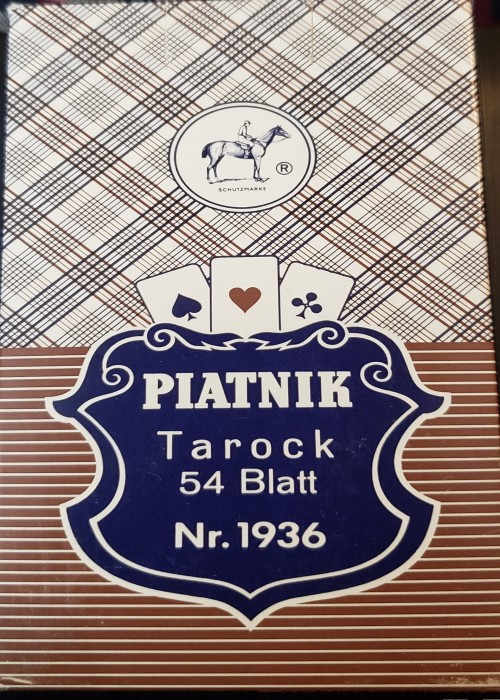 ®
SCHUTZMARKE
PIATNIK
Tarock
54 Blatt
Nr. 1936